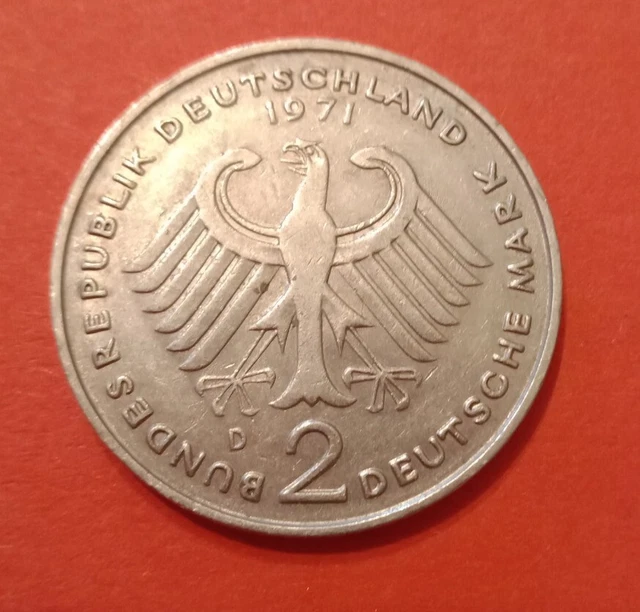 BUNDESREPUBLIK DEUTSCHLAND
1971
D
2 DEUTSCHE MARK